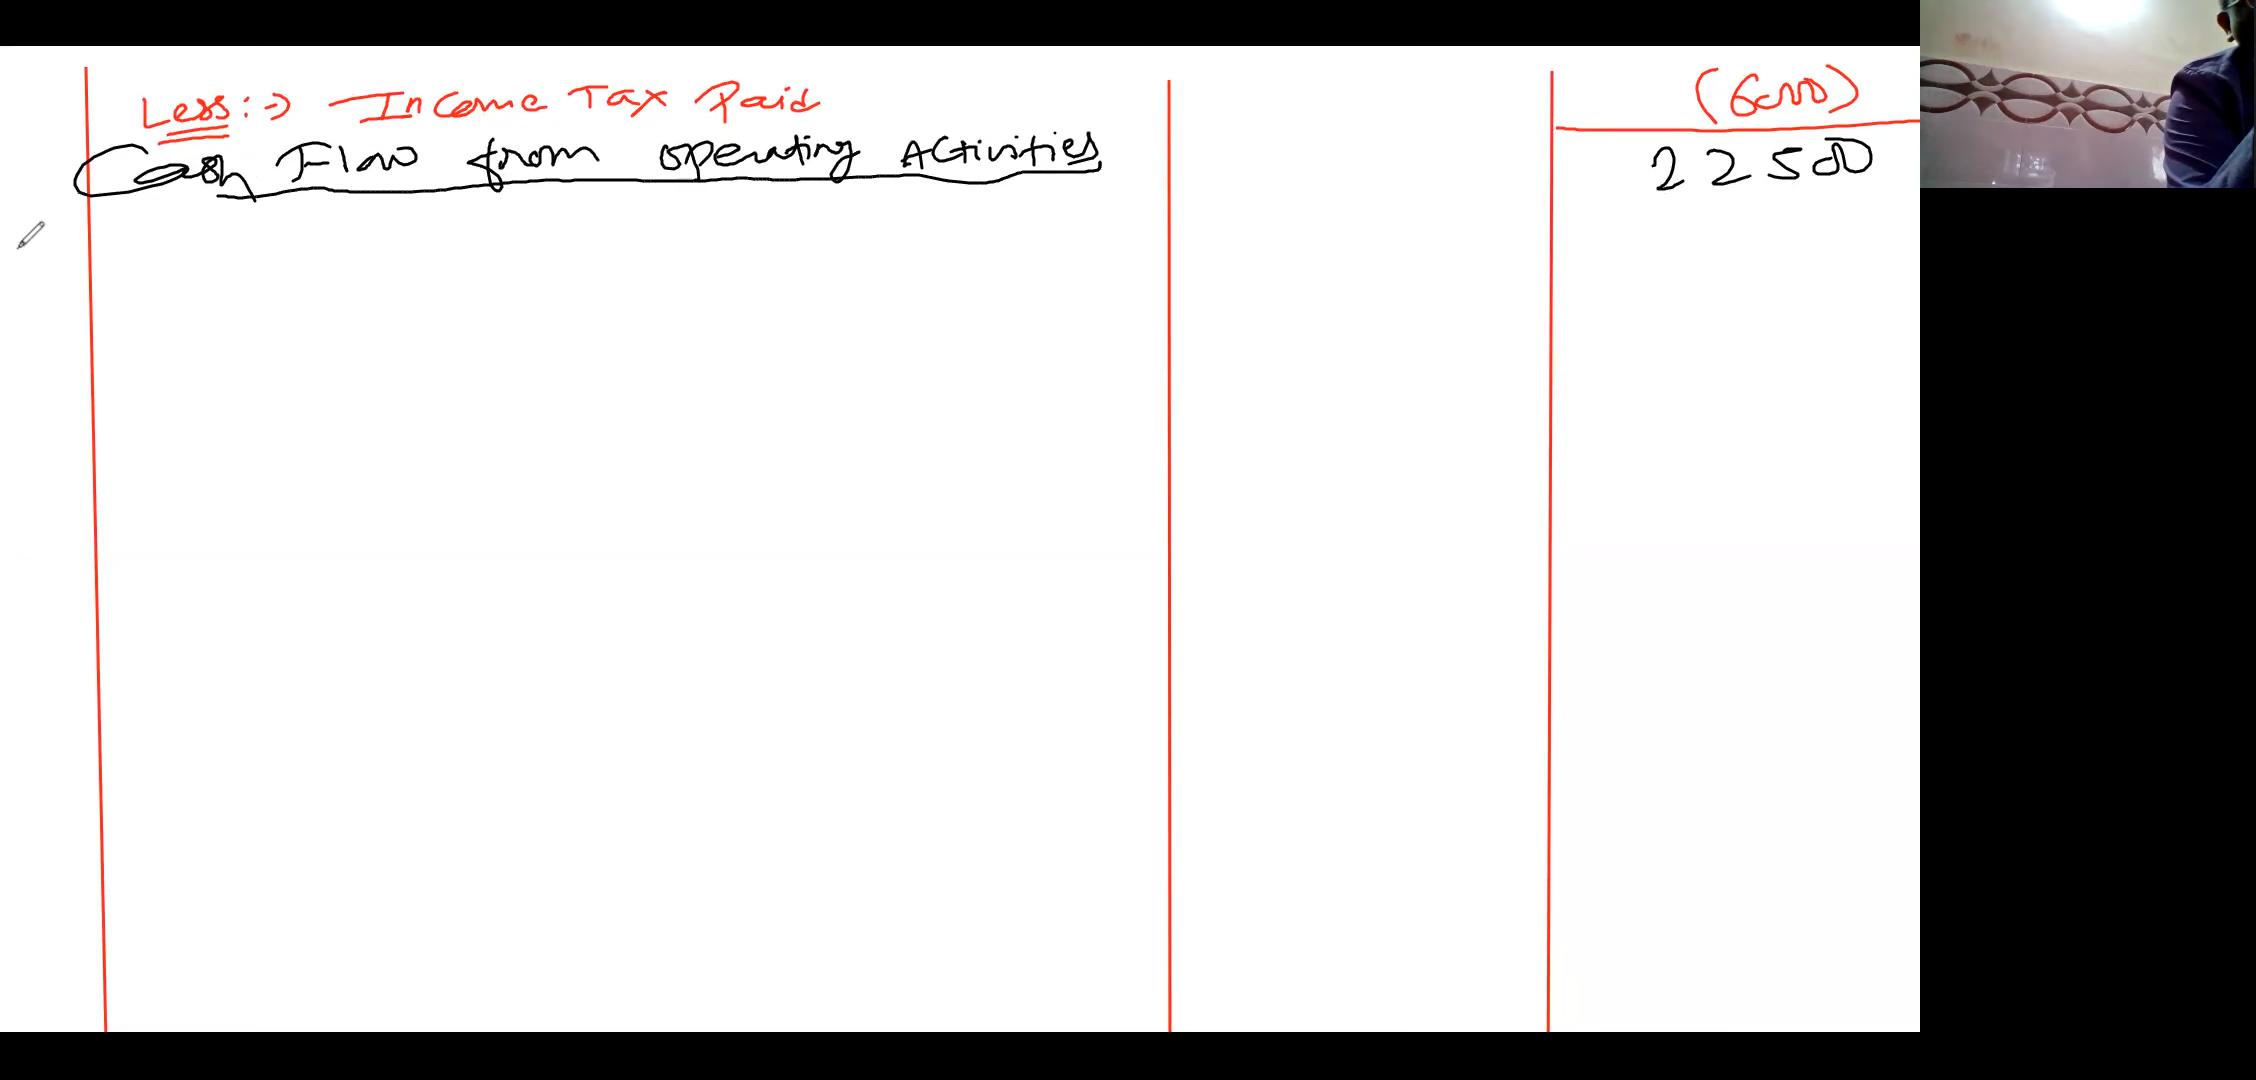 Less :→ Income Tax Paid (6000)
Cash Flow from operating Activities 22500